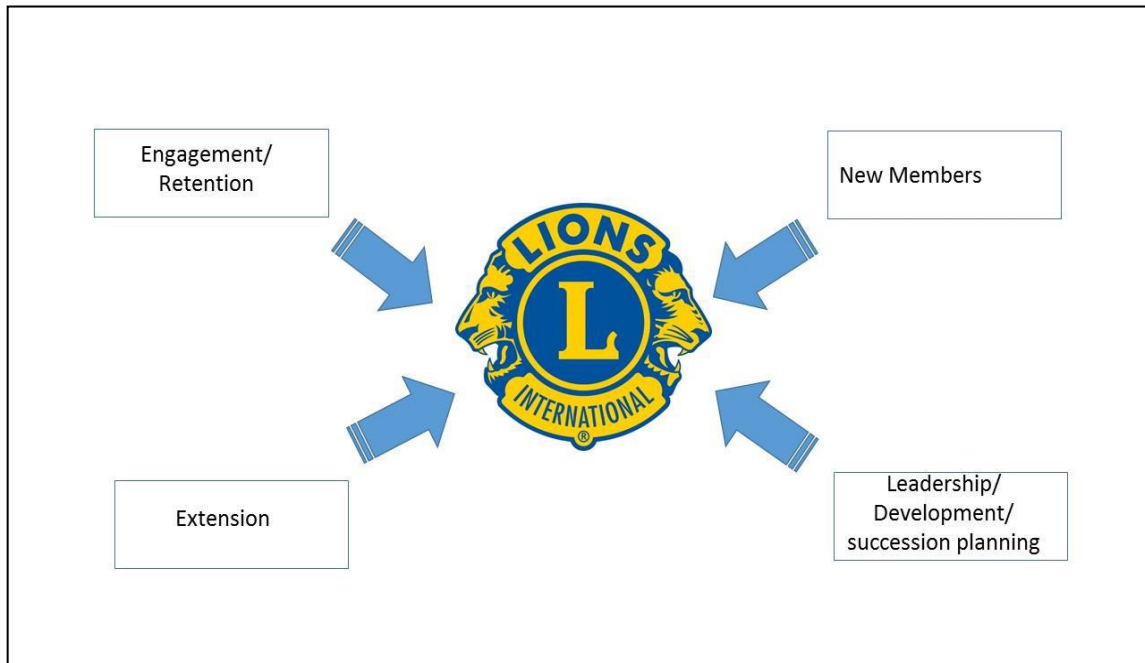 Engagement/
Retention
New Members
LIONS
L
INTERNATIONAL
®
Extension
Leadership/
Development/
succession planning